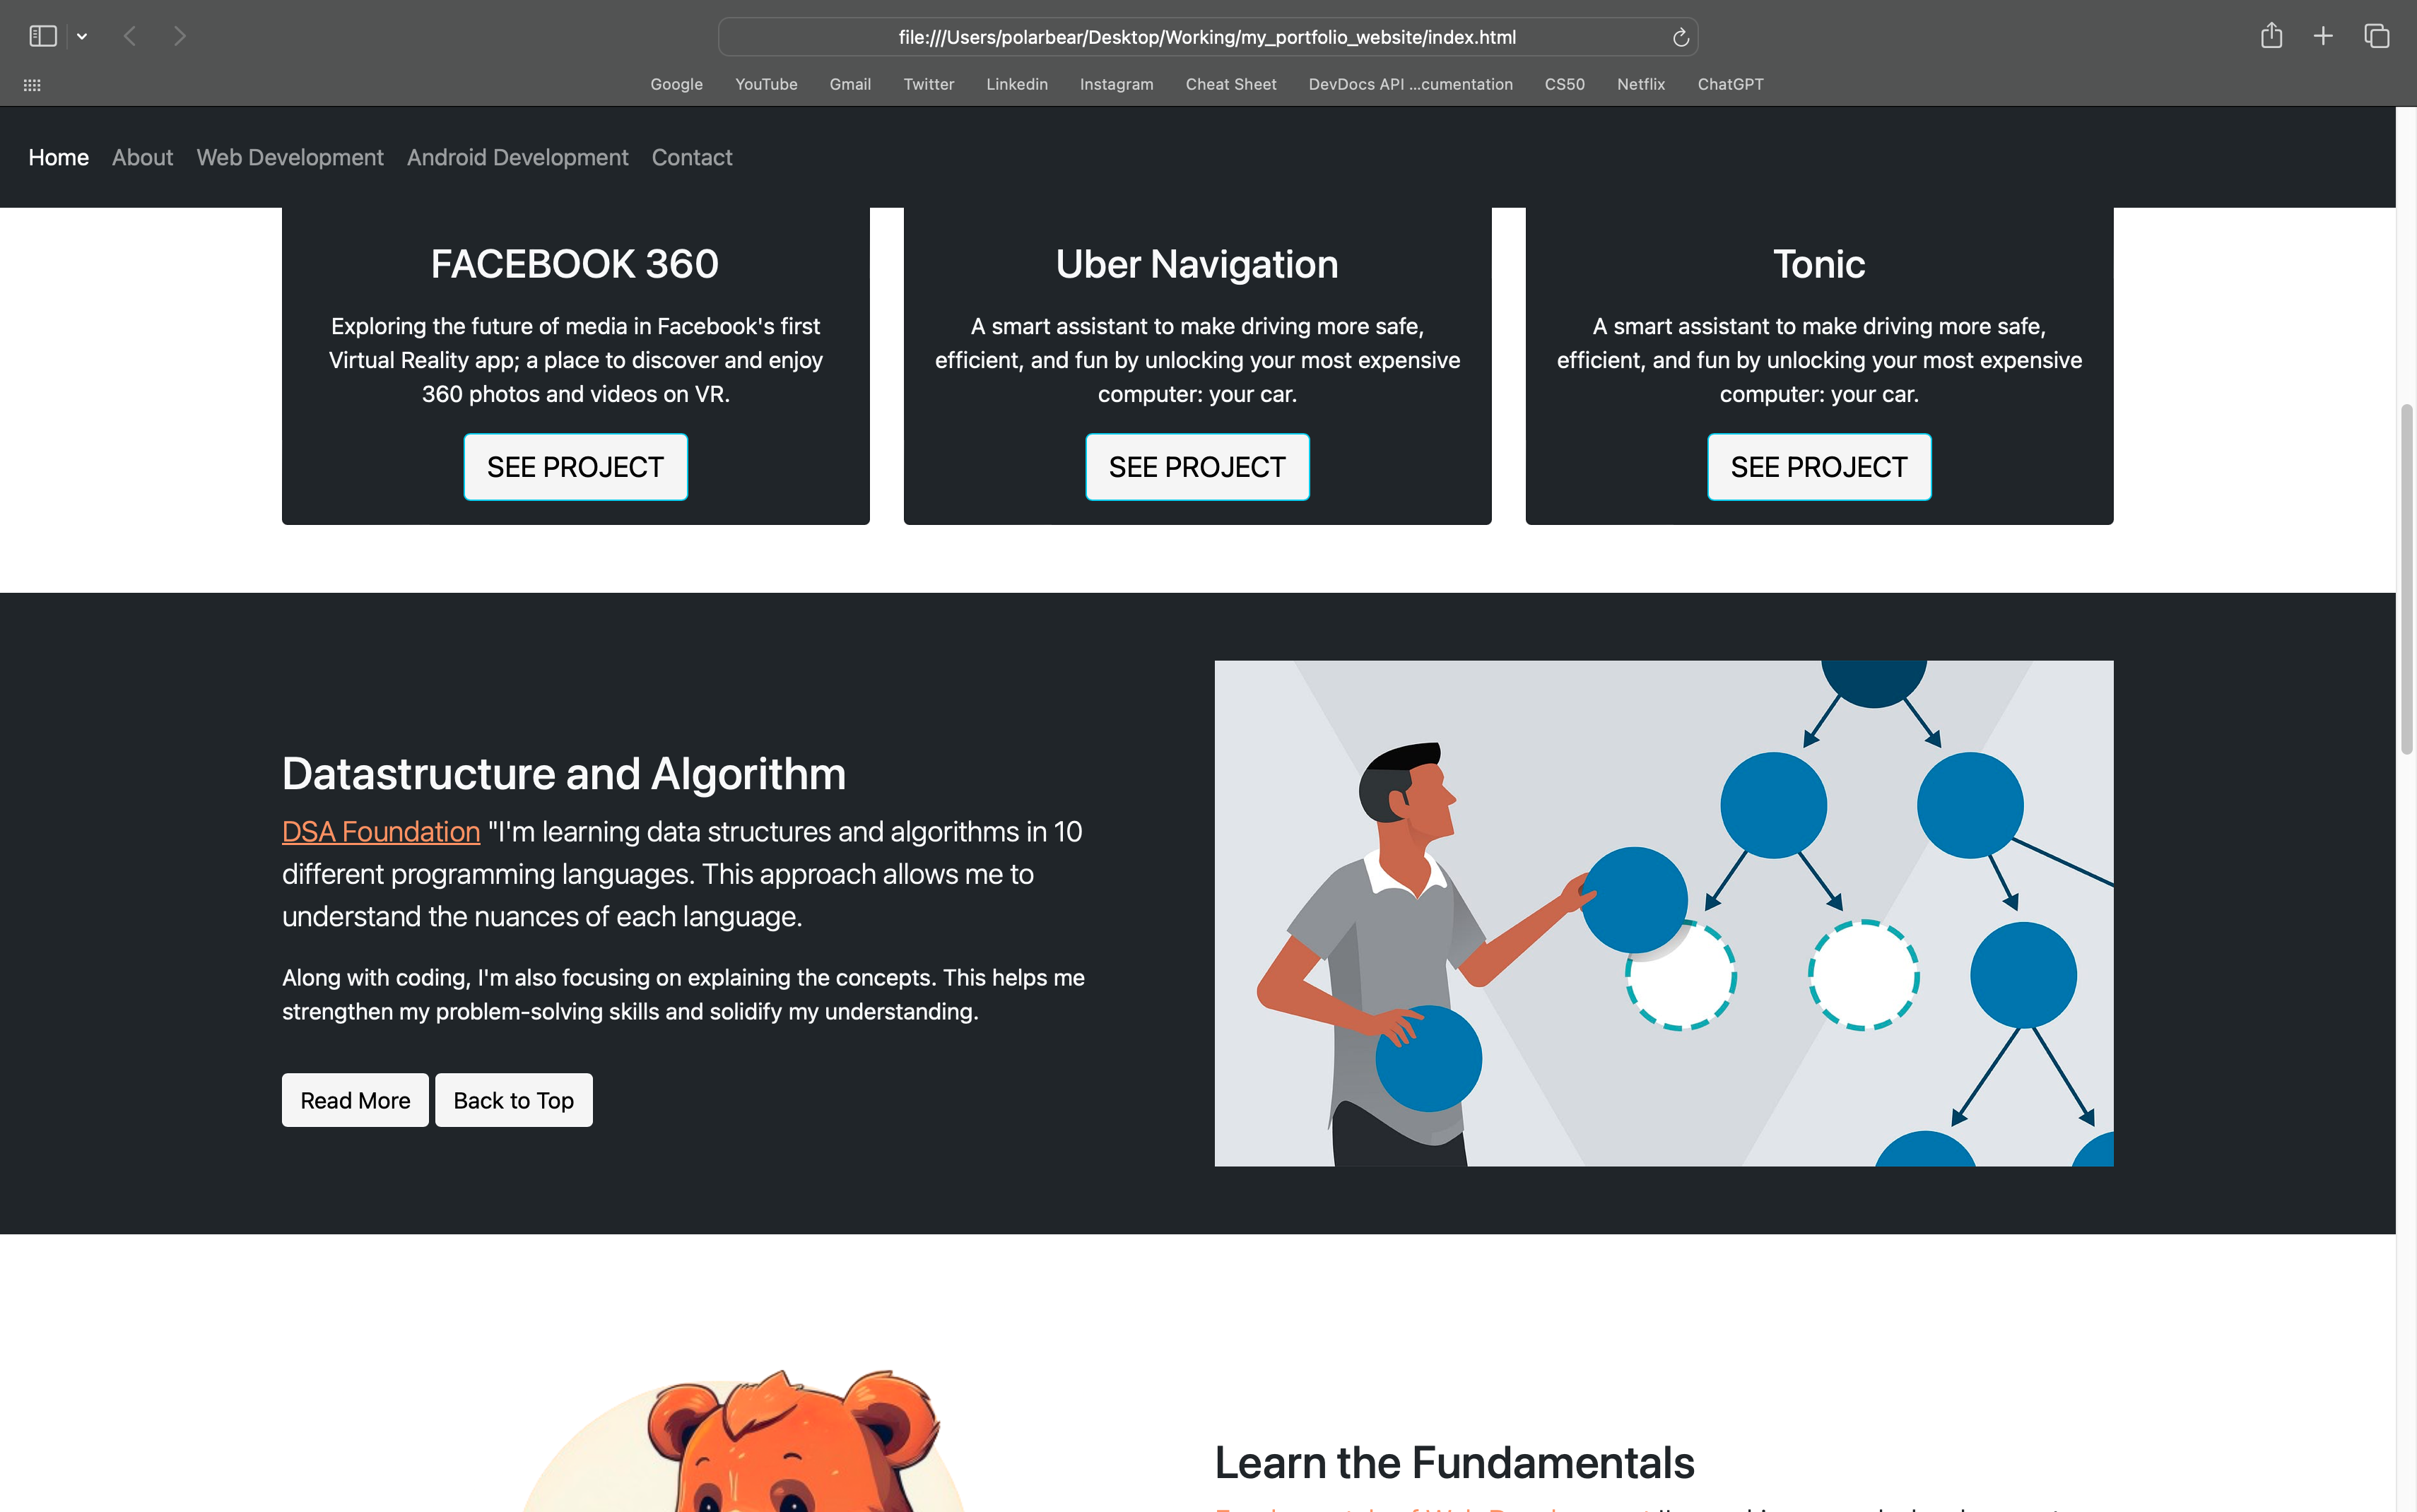 file:///Users/polarbear/Desktop/Working/my_portfolio_website/index.html
Google YouTube Gmail Twitter Linkedin Instagram Cheat Sheet DevDocs API ...cumentation CS50 Netflix ChatGPT
Home About Web Development Android Development Contact
FACEBOOK 360
Exploring the future of media in Facebook's first
Virtual Reality app; a place to discover and enjoy
360 photos and videos on VR.
SEE PROJECT
Uber Navigation
A smart assistant to make driving more safe,
efficient, and fun by unlocking your most expensive
computer: your car.
SEE PROJECT
Tonic
A smart assistant to make driving more safe,
efficient, and fun by unlocking your most expensive
computer: your car.
SEE PROJECT
Datastructure and Algorithm
DSA Foundation "I'm learning data structures and algorithms in 10
different programming languages. This approach allows me to
understand the nuances of each language.
Along with coding, I'm also focusing on explaining the concepts. This helps me
strengthen my problem-solving skills and solidify my understanding.
Read More Back to Top
Learn the Fundamentals